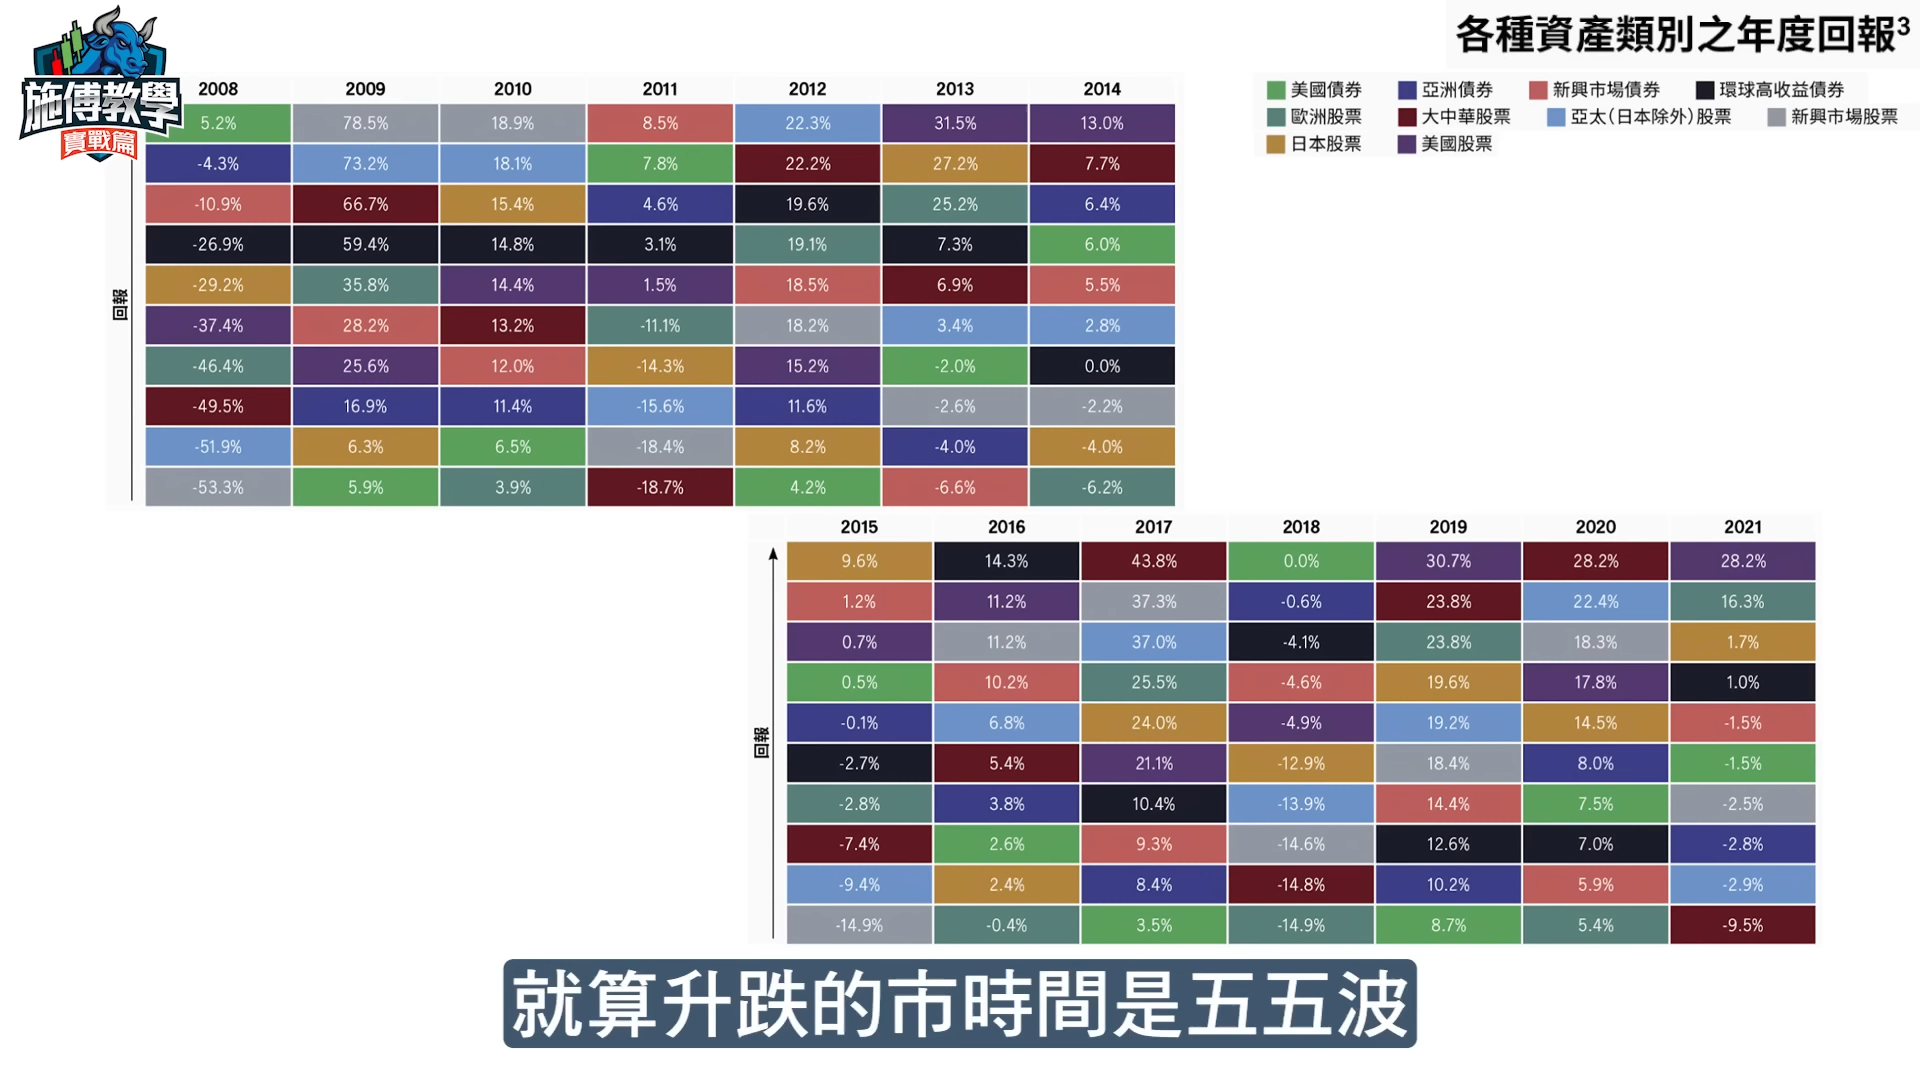 各種資產類別之年度回報3
施傅教學
實戰篇
美國債券 亞洲債券 新興市場債券 環球高收益債券
歐洲股票 大中華股票 亞太(日本除外)股票 新興市場股票
日本股票 美國股票
2008 2009 2010 2011 2012 2013 2014
5.2% 78.5% 18.9% 8.5% 22.3% 31.5% 13.0%
-4.3% 73.2% 18.1% 7.8% 22.2% 27.2% 7.7%
-10.9% 66.7% 15.4% 4.6% 19.6% 25.2% 6.4%
-26.9% 59.4% 14.8% 3.1% 19.1% 7.3% 6.0%
-29.2% 35.8% 14.4% 1.5% 18.5% 6.9% 5.5%
-37.4% 28.2% 13.2% -11.1% 18.2% 3.4% 2.8%
-46.4% 25.6% 12.0% -14.3% 15.2% -2.0% 0.0%
-49.5% 16.9% 11.4% -15.6% 11.6% -2.6% -2.2%
-51.9% 6.3% 6.5% -18.4% 8.2% -4.0% -4.0%
-53.3% 5.9% 3.9% -18.7% 4.2% -6.6% -6.2%
回報
2015 2016 2017 2018 2019 2020 2021
9.6% 14.3% 43.8% 0.0% 30.7% 28.2% 28.2%
1.2% 11.2% 37.3% -0.6% 23.8% 22.4% 16.3%
0.7% 11.2% 37.0% -4.1% 23.8% 18.3% 1.7%
0.5% 10.2% 25.5% -4.6% 19.6% 17.8% 1.0%
-0.1% 6.8% 24.0% -4.9% 19.2% 14.5% -1.5%
-2.7% 5.4% 21.1% -12.9% 18.4% 8.0% -1.5%
-2.8% 3.8% 10.4% -13.9% 14.4% 7.5% -2.5%
-7.4% 2.6% 9.3% -14.6% 12.6% 7.0% -2.8%
-9.4% 2.4% 8.4% -14.8% 10.2% 5.9% -2.9%
-14.9% -0.4% 3.5% -14.9% 8.7% 5.4% -9.5%
回報
就算升跌的市時間是五五波